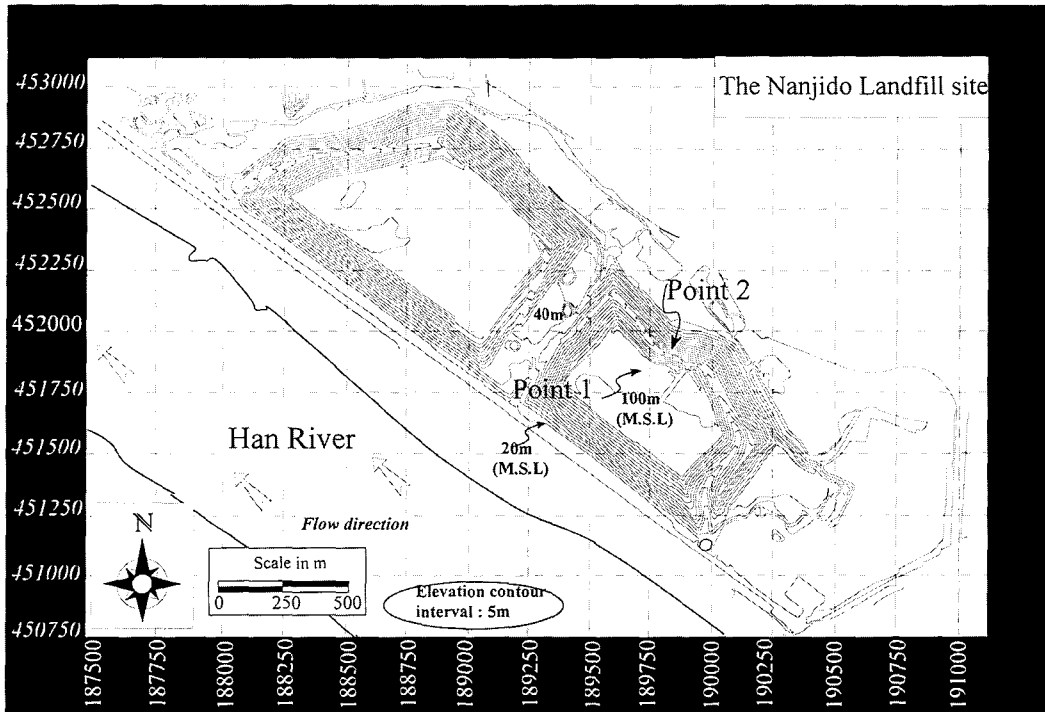 The Nanjido Landfill site
453000
452750
452500
452250
452000
451750
451500
451250
451000
450750
Point 2
40m
Point 1
100m
(M.S.L)
20m
(M.S.L)
Han River
Flow direction
N
Scale in m
0 250 500
Elevation contour
interval : 5m
187500 187750 188000 188250 188500 188750 189000 189250 189500 189750 190000 190250 190500 190750 191000